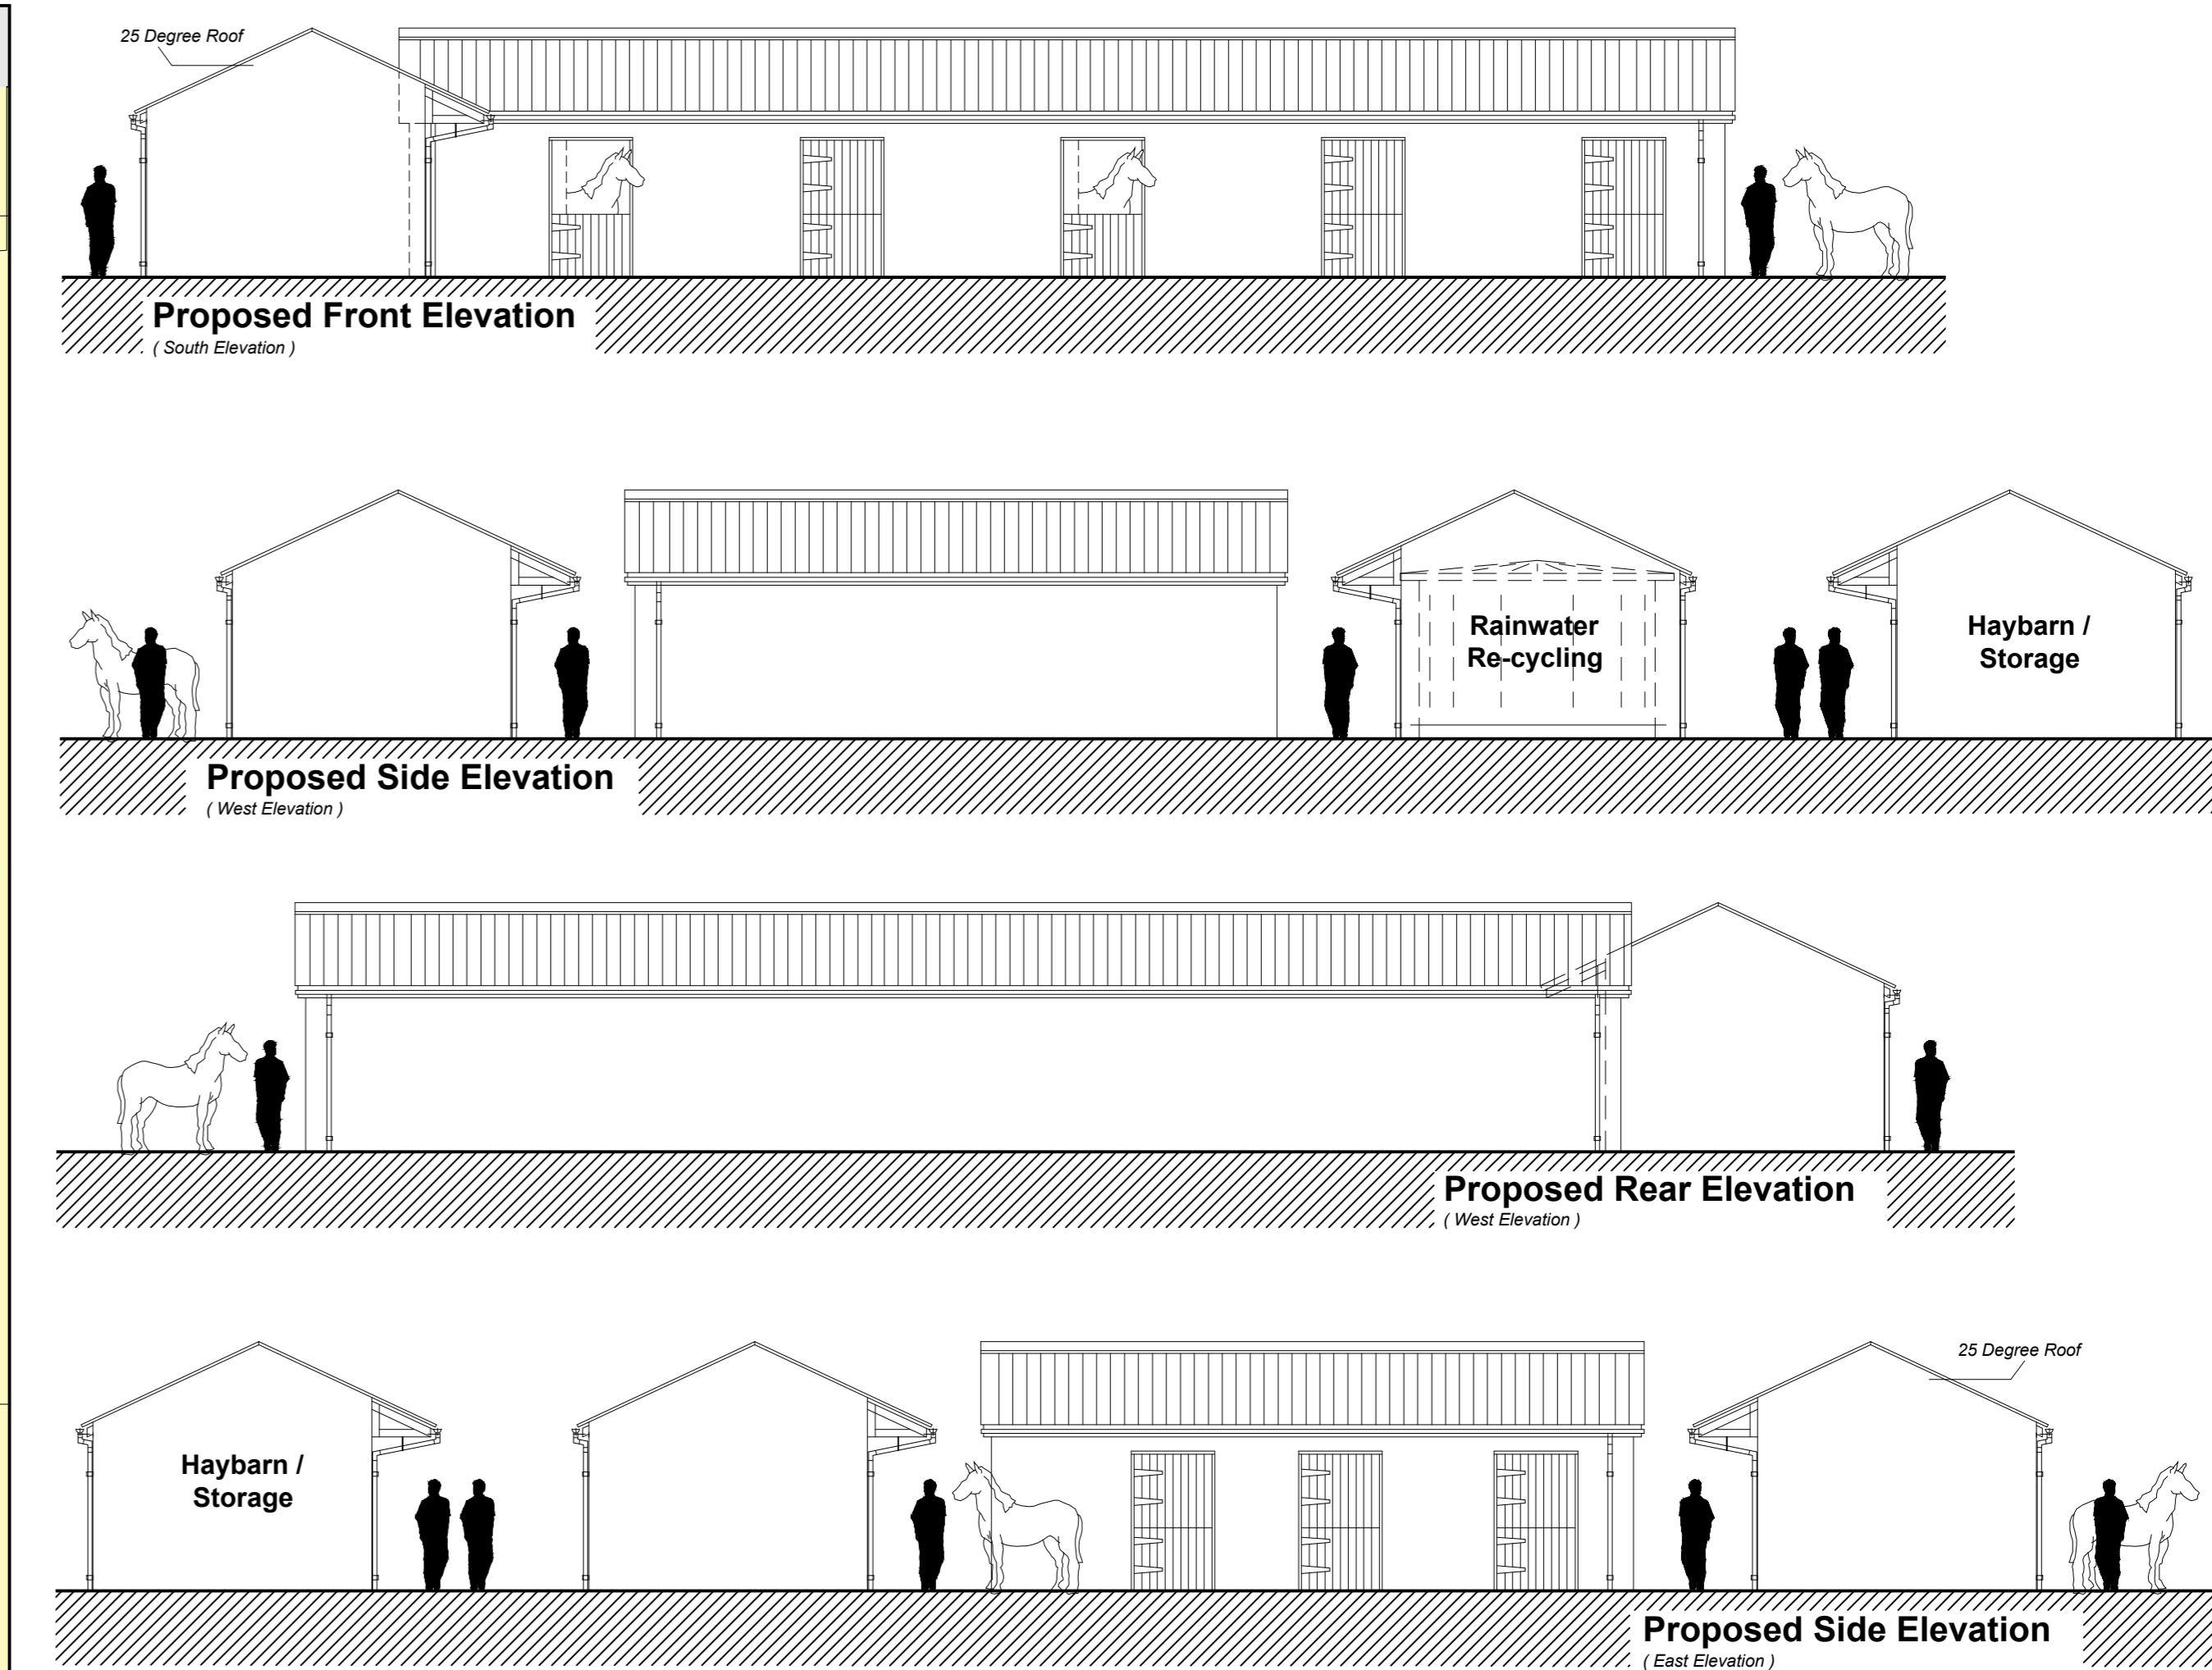 25 Degree Roof
Proposed Front Elevation
( South Elevation )
Rainwater
Re-cycling
Haybarn /
Storage
Proposed Side Elevation
( West Elevation )
Proposed Rear Elevation
( West Elevation )
25 Degree Roof
Haybarn /
Storage
Proposed Side Elevation
( East Elevation )